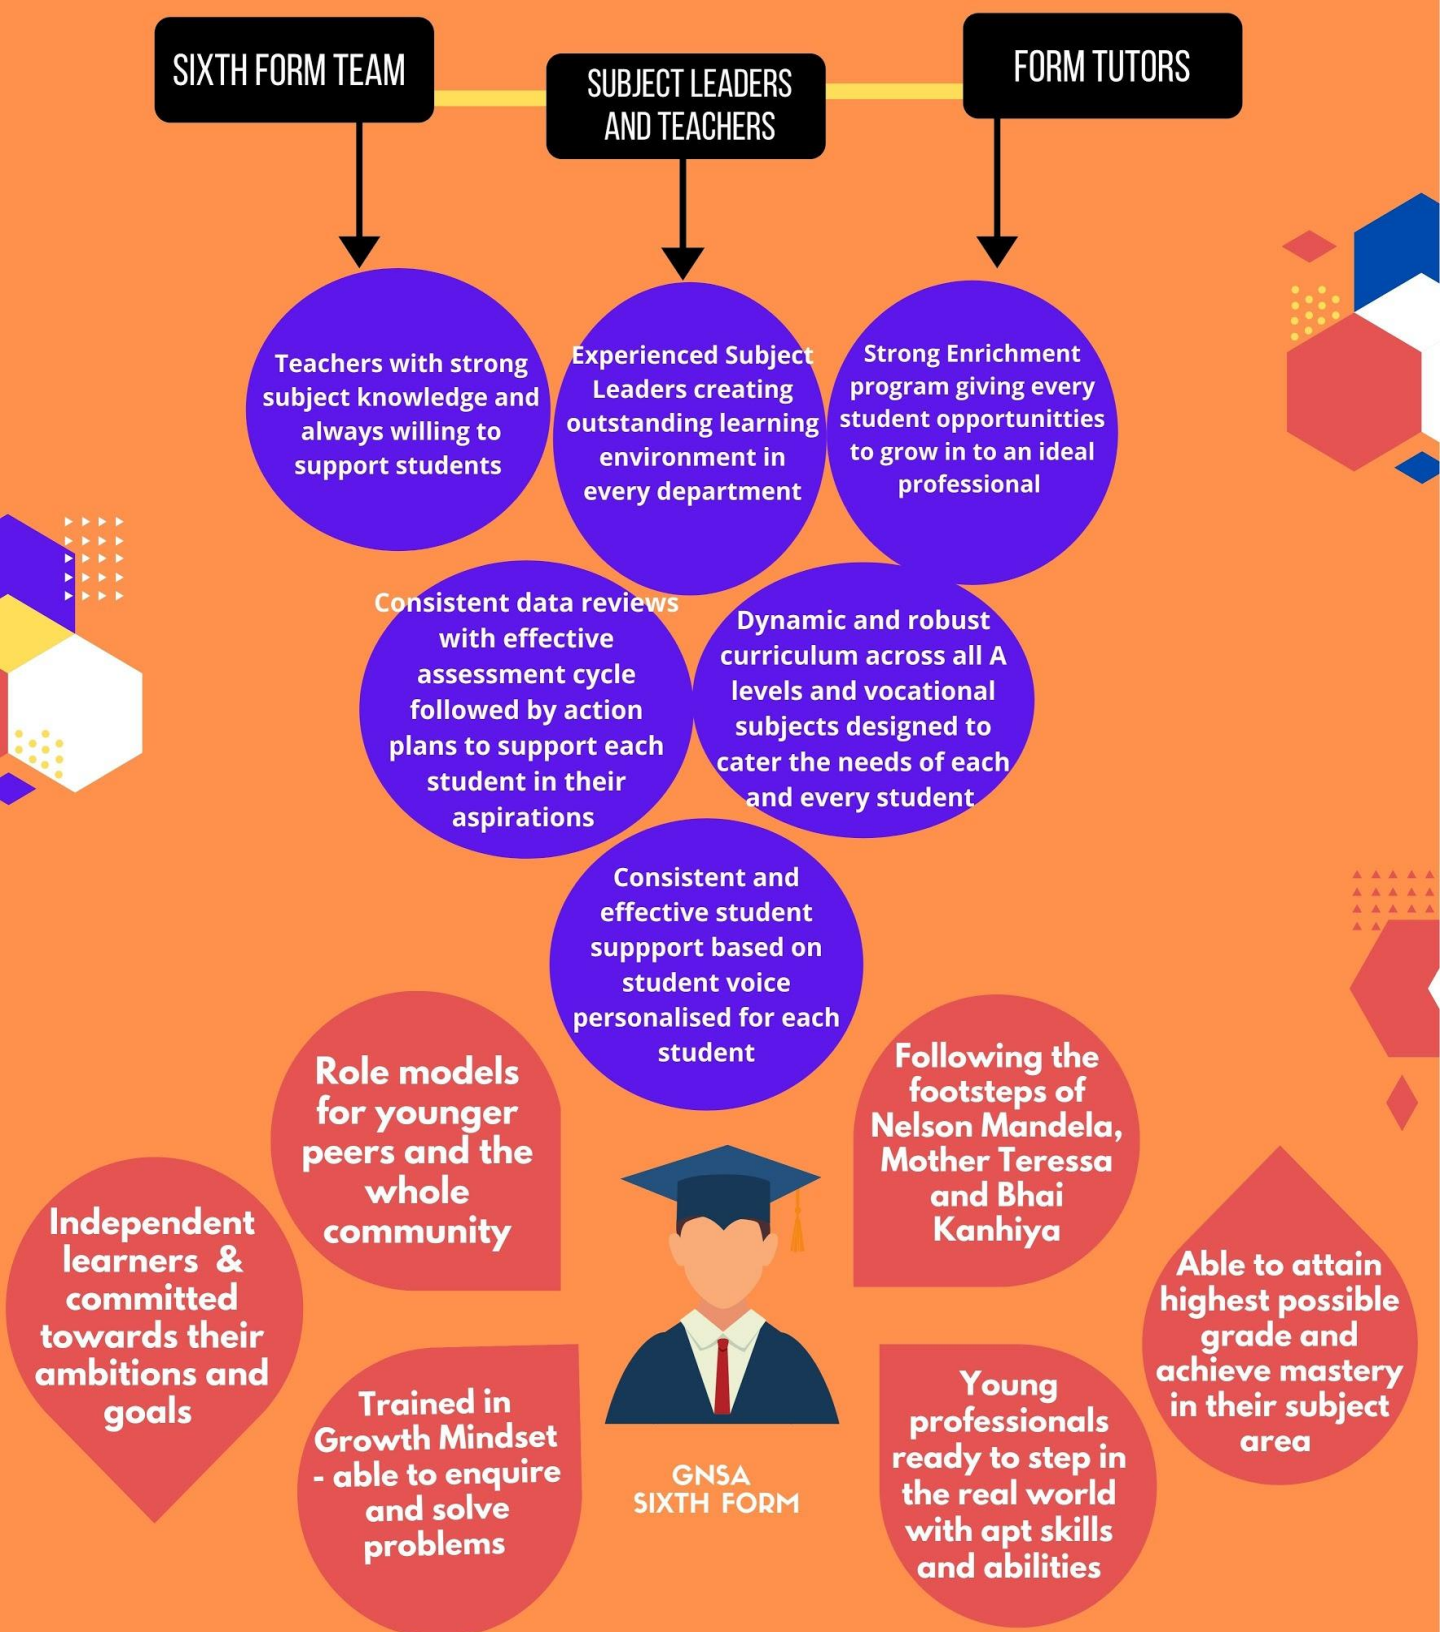 SIXTH FORM TEAM
SUBJECT LEADERS
AND TEACHERS
FORM TUTORS
Teachers with strong
subject knowledge and
always willing to
support students
Experienced Subject
Leaders creating
outstanding learning
environment in
every department
Strong Enrichment
program giving every
student opportunitties
to grow in to an ideal
professional
Consistent data reviews
with effective
assessment cycle
followed by action
plans to support each
student in their
aspirations
Dynamic and robust
curriculum across all A
levels and vocational
subjects designed to
cater the needs of each
and every student
Consistent and
effective student
suppport based on
student voice
personalised for each
student
Role models
for younger
peers and the
whole
community
Following the
footsteps of
Nelson Mandela,
Mother Teressa
and Bhai
Kanhiya
Independent
learners &
committed
towards their
ambitions and
goals
Able to attain
highest possible
grade and
achieve mastery
in their subject
area
Trained in
Growth Mindset
- able to enquire
and solve
problems
Young
professionals
ready to step in
the real world
with apt skills
and abilities
GNSA
SIXTH FORM